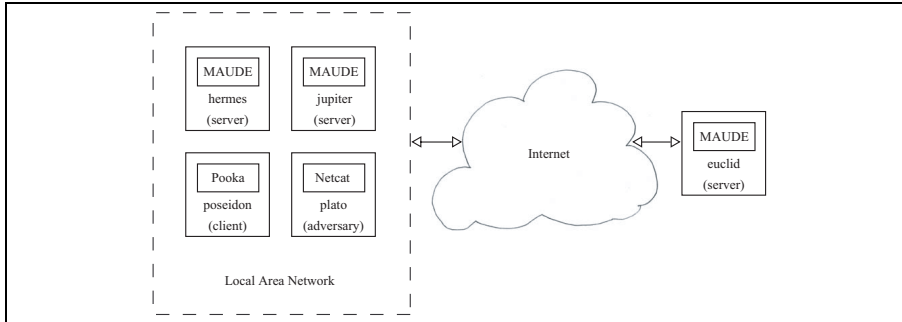 MAUDE
hermes
(server)
MAUDE
jupiter
(server)
Pooka
poseidon
(client)
Netcat
plato
(adversary)
Local Area Network
Internet
MAUDE
euclid
(server)